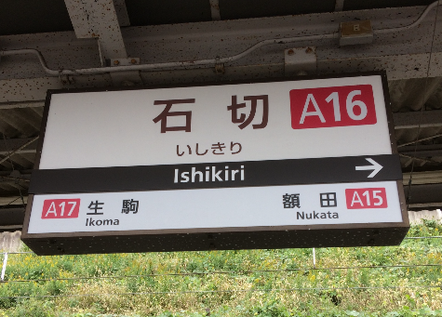 石切 A16
いしきり
Ishikiri →
A17 生駒 額田 A15
Ikoma Nukata